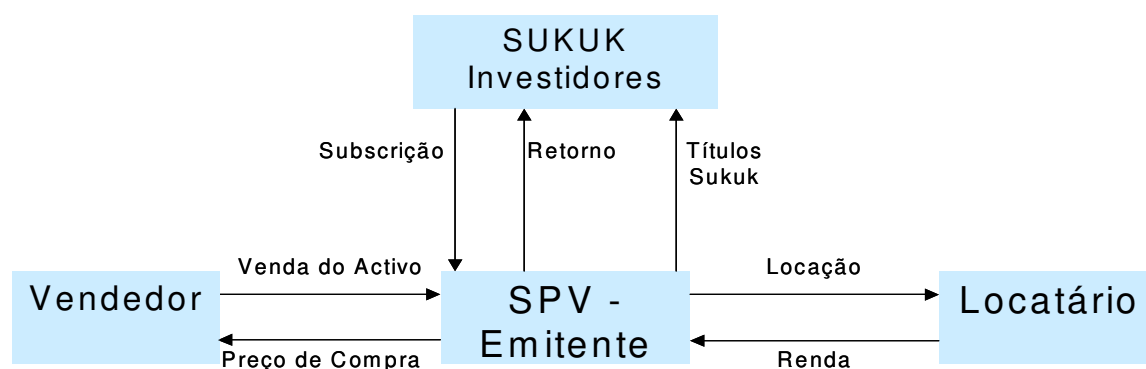 SUKUK
Investidores
Subscrição
Retorno
Títulos
Sukuk
Venda do Activo
Locação
Vendedor
SPV -
Emitente
Locatário
Preço de Compra
Renda